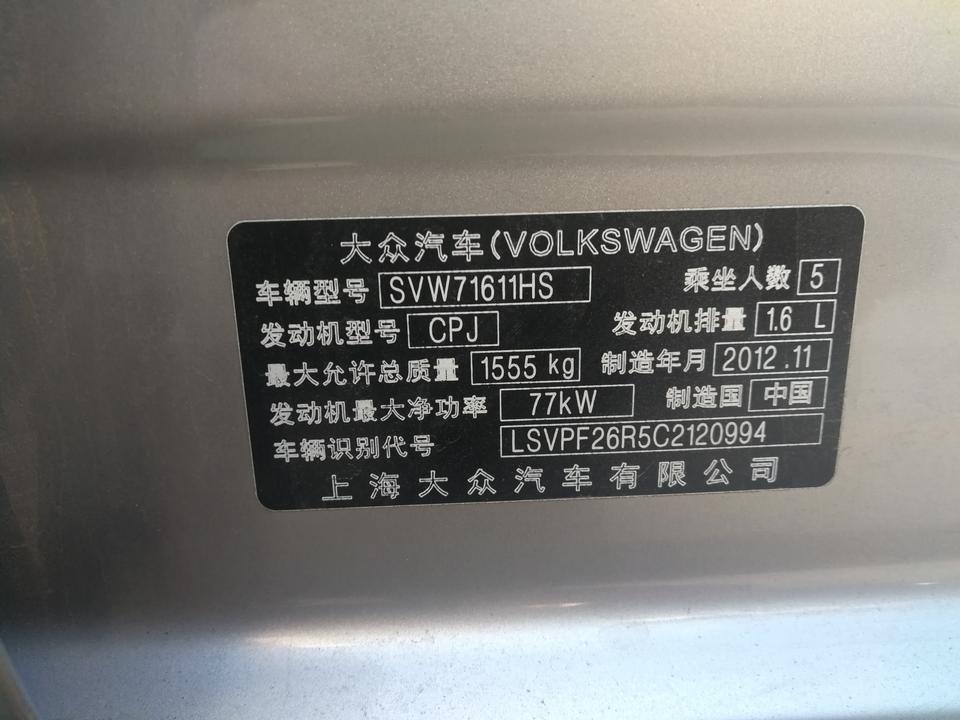 大众汽车(VOLKSWAGEN)
车辆型号 SVW71611HS 乘坐人数 5
发动机型号 CPJ 发动机排量 1.6 L
最大允许总质量 1555 kg 制造年月 2012.11
发动机最大净功率 77kW 制造国 中国
车辆识别代号 LSVPF26R5C2120994
上海大众汽车有限公司